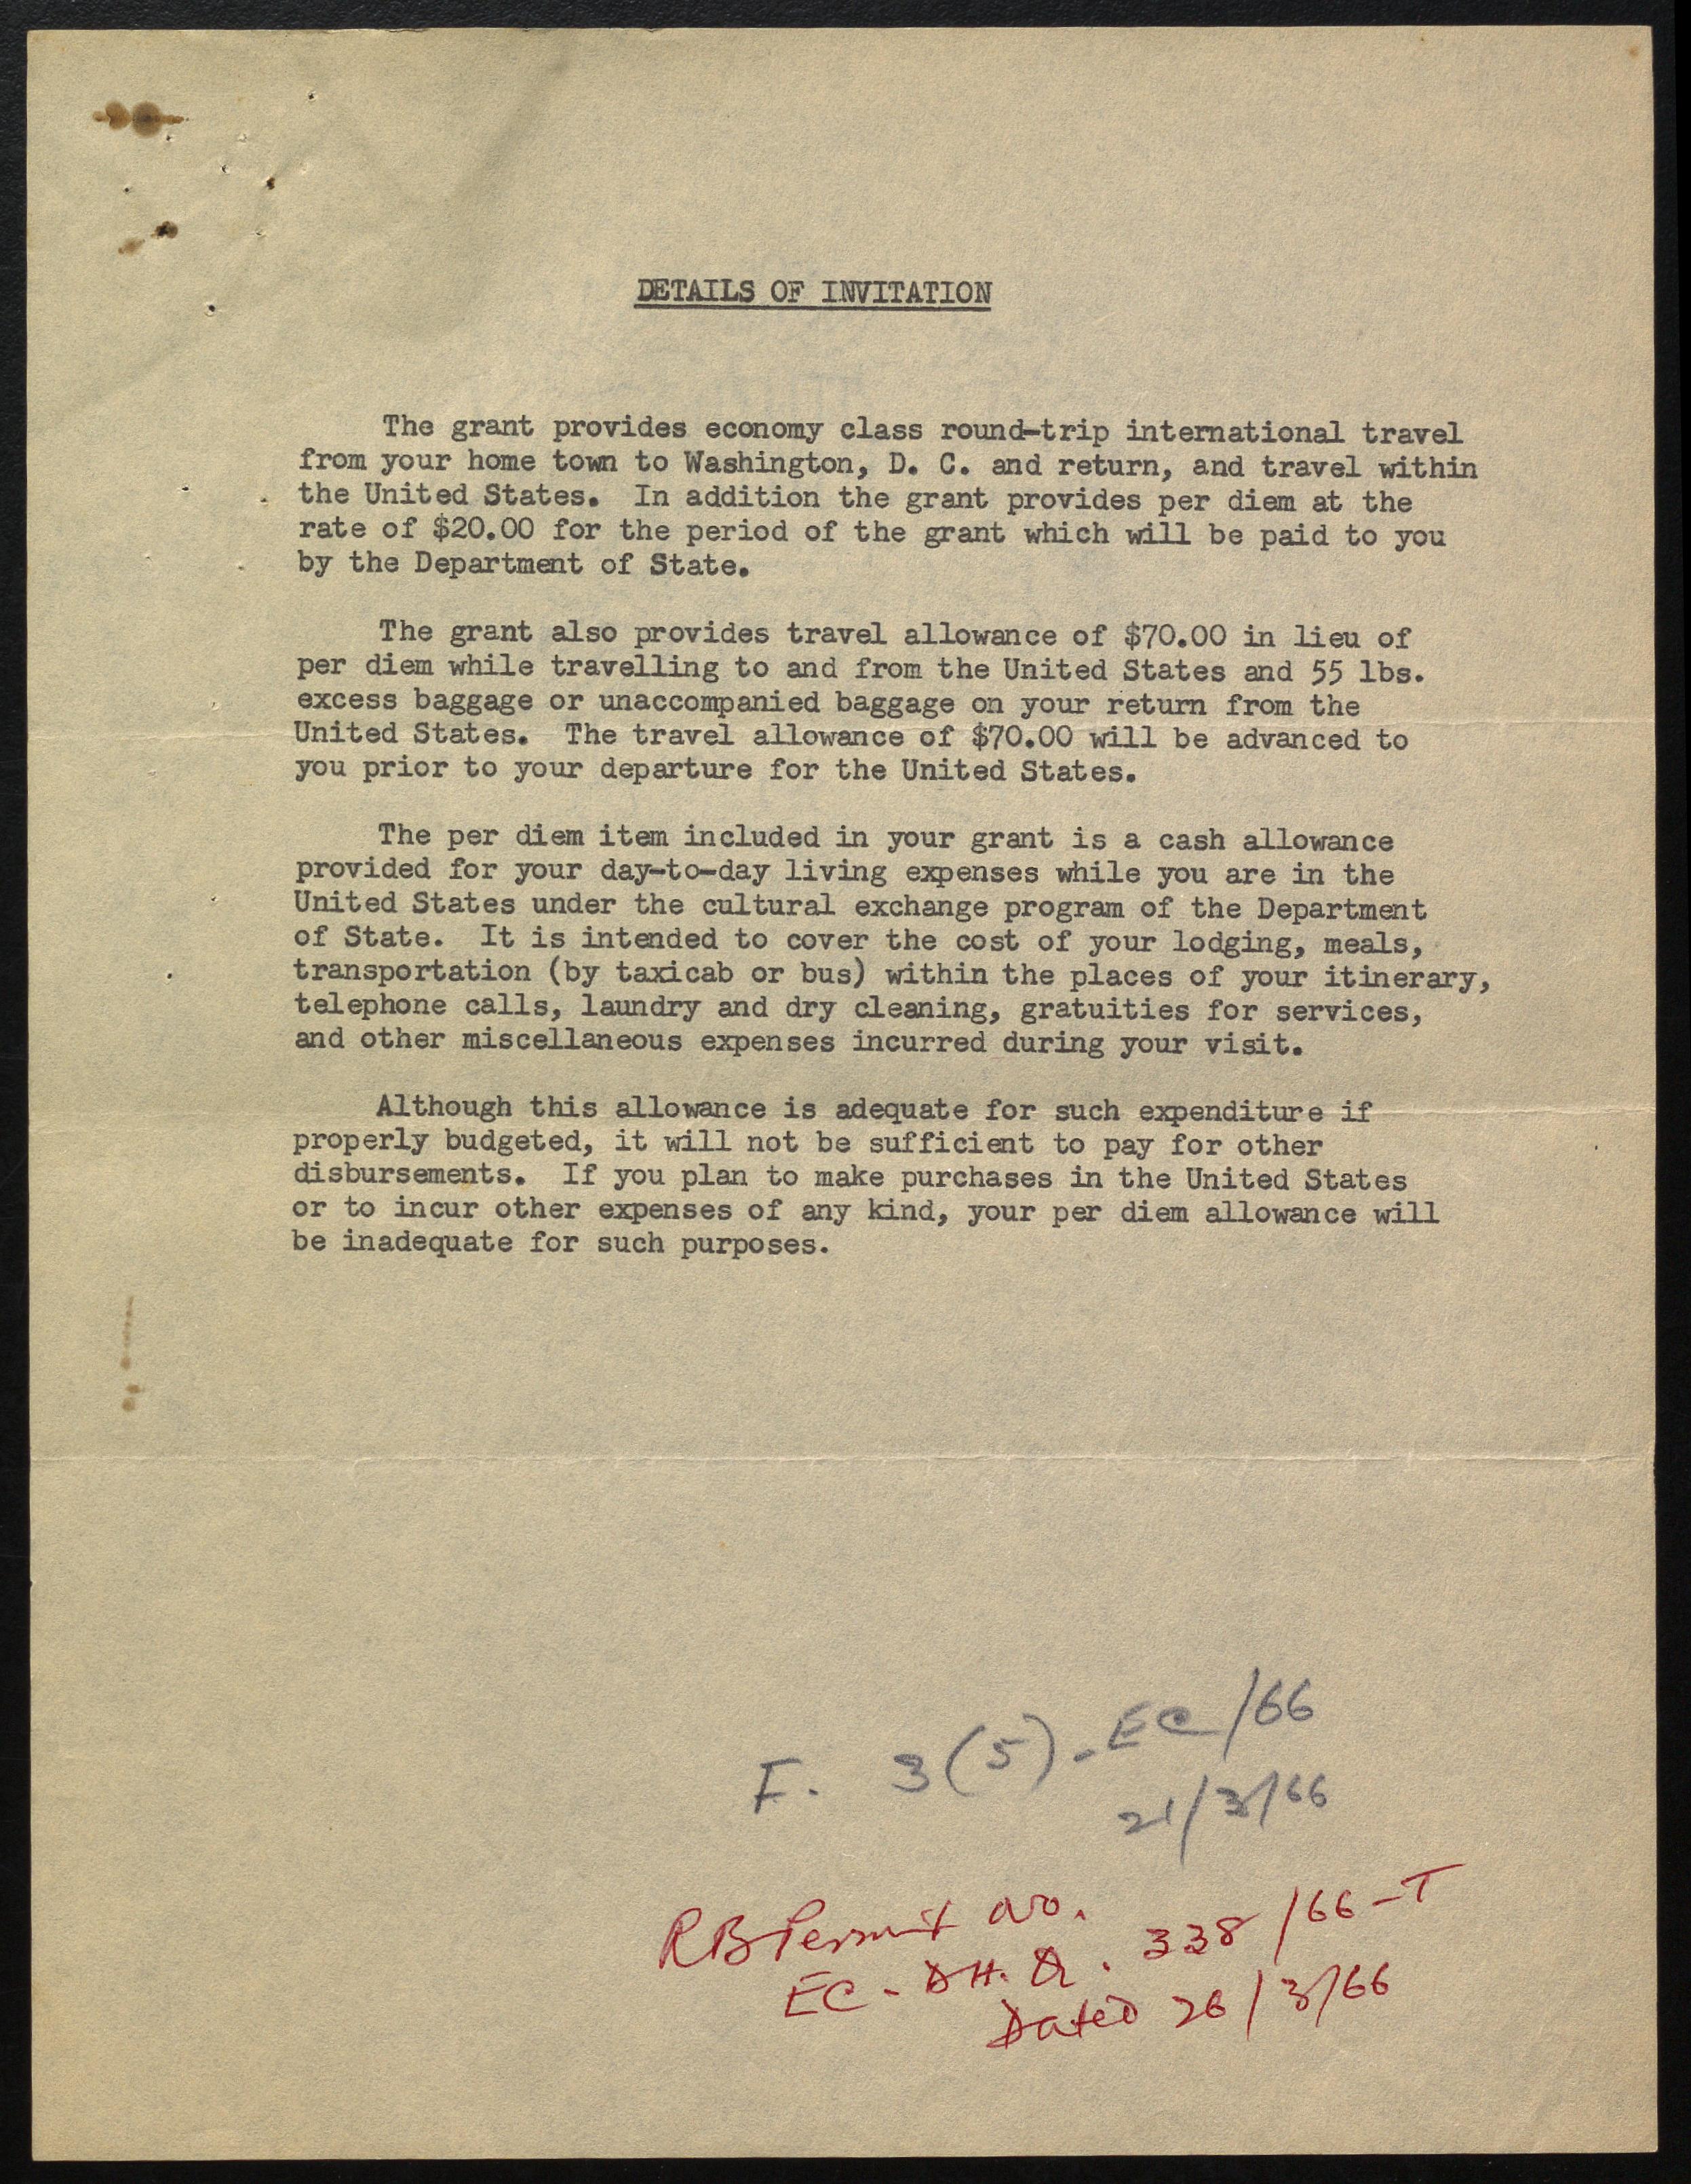 DETAILS OF INVITATION
The grant provides economy class round-trip international travel
from your home town to Washington, D. C. and return, and travel within
the United States. In addition the grant provides per diem at the
rate of $20.00 for the period of the grant which will be paid to you
by the Department of State.
The grant also provides travel allowance of $70.00 in lieu of
per diem while travelling to and from the United States and 55 lbs.
excess baggage or unaccompanied baggage on your return from the
United States. The travel allowance of $70.00 will be advanced to
you prior to your departure for the United States.
The per diem item included in your grant is a cash allowance
provided for your day-to-day living expenses while you are in the
United States under the cultural exchange program of the Department
of State. It is intended to cover the cost of your lodging, meals,
transportation (by taxicab or bus) within the places of your itinerary,
telephone calls, laundry and dry cleaning, gratuities for services,
and other miscellaneous expenses incurred during your visit.
Although this allowance is adequate for such expenditure if
properly budgeted, it will not be sufficient to pay for other
disbursements. If you plan to make purchases in the United States
or to incur other expenses of any kind, your per diem allowance will
be inadequate for such purposes.
F. 3(5)-EC/66
21/3/66
RB Permit No.
EC-DH. 338/66-T
Dated 26/3/66